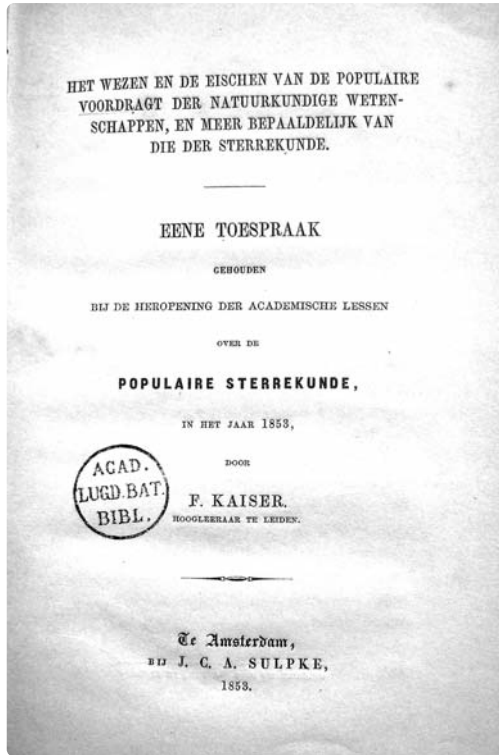 HET WEZEN EN DE EISCHEN VAN DE POPULAIRE
VOORDRAGT DER NATUURKUNDIGE WETEN-
SCHAPPEN, EN MEER BEPAALDELIJK VAN
DIE DER STERREKUNDE.
EENE TOESPRAAK
GEHOUDEN
BIJ DE HEROPENING DER ACADEMISCHE LESSEN
OVER DE
POPULAIRE STERREKUNDE,
IN HET JAAR 1853,
DOOR
ACAD.
LUGD.BAT.
BIBL.
F. KAISER.
HOOGLEERAAR TE LEIDEN.
Te Amsterdam,
BIJ J. C. A. SULPKE,
1853.